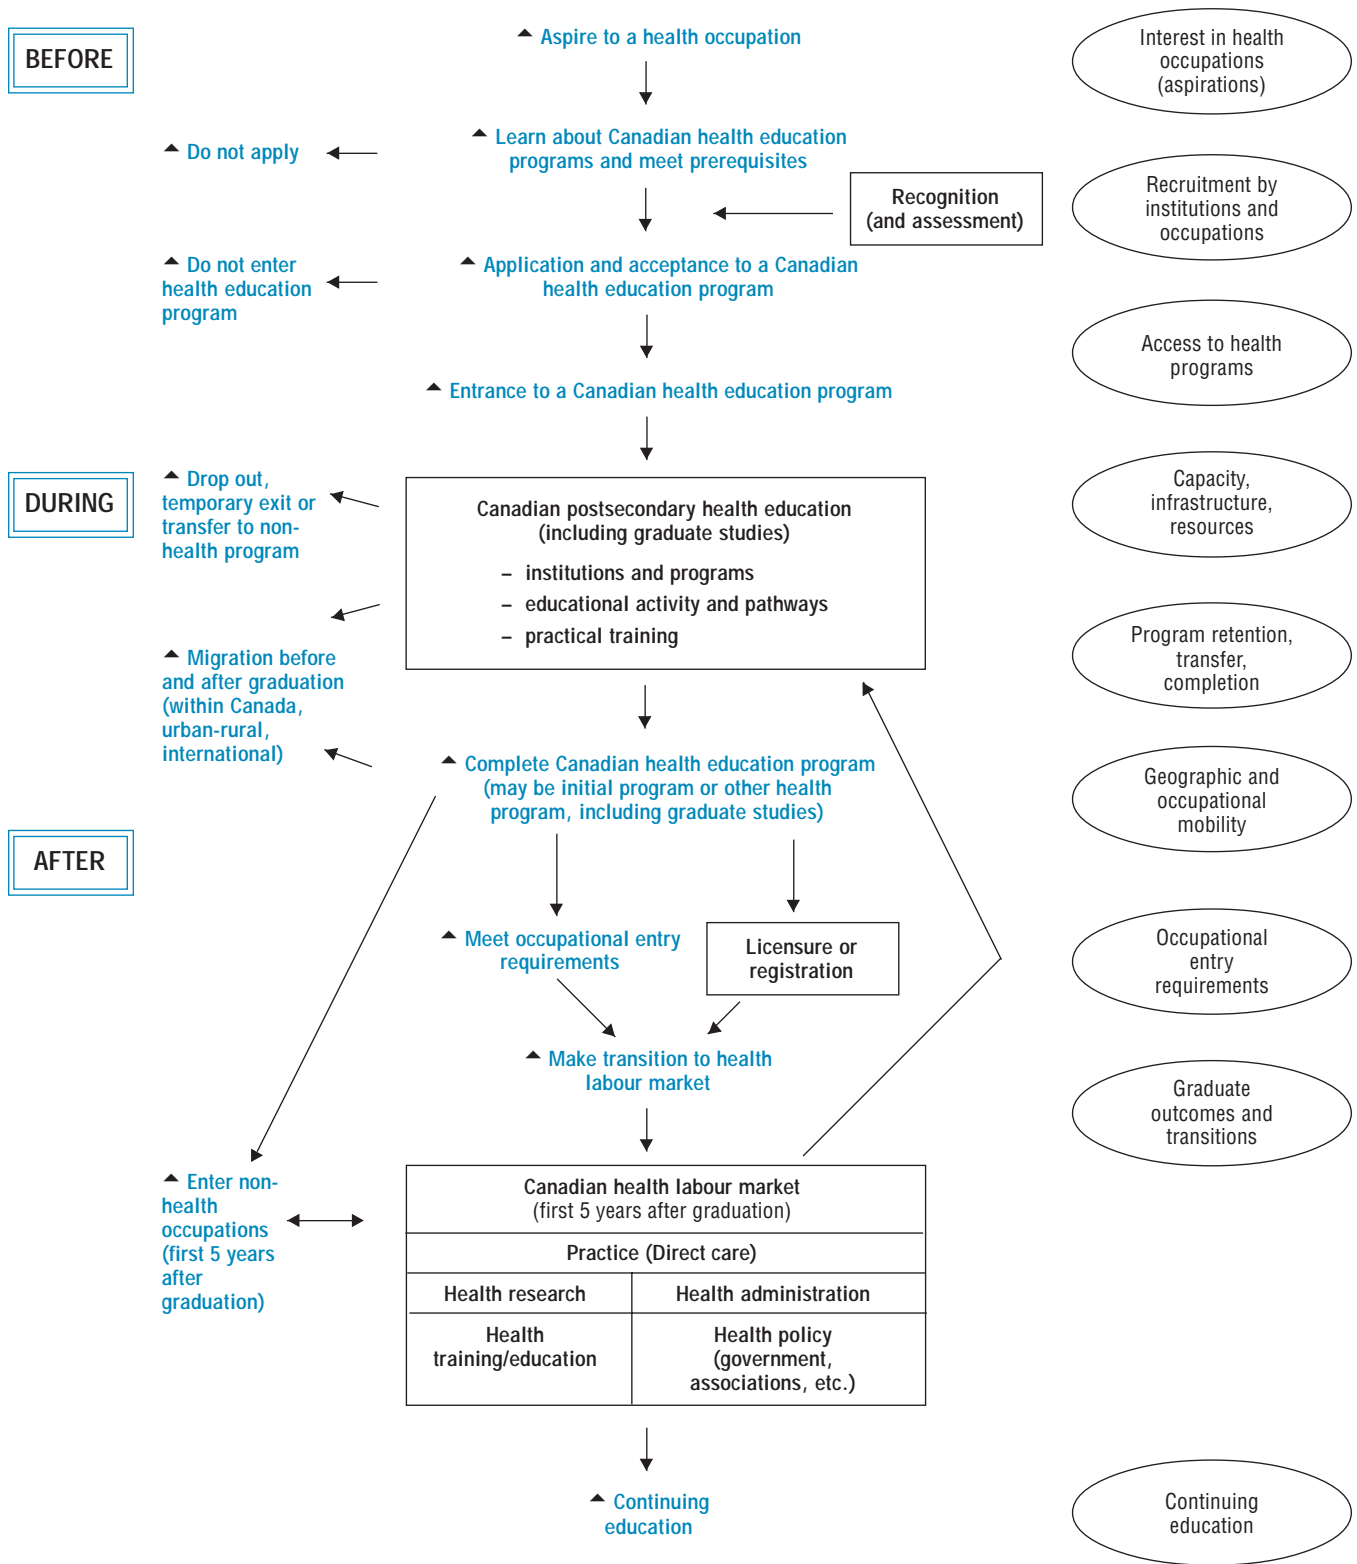 BEFORE
Aspire to a health occupation
Interest in health
occupations
(aspirations)
Do not apply
Learn about Canadian health education
programs and meet prerequisites
Recognition
(and assessment)
Recruitment by
institutions and
occupations
Do not enter
health education
program
Application and acceptance to a Canadian
health education program
Access to health
programs
Entrance to a Canadian health education program
DURING
Drop out,
temporary exit or
transfer to non-
health program
Canadian postsecondary health education
(including graduate studies)
– institutions and programs
– educational activity and pathways
– practical training
Capacity,
infrastructure,
resources
Migration before
and after graduation
(within Canada,
urban-rural,
international)
Program retention,
transfer,
completion
Complete Canadian health education program
(may be initial program or other health
program, including graduate studies)
Geographic and
occupational
mobility
AFTER
Meet occupational entry
requirements
Licensure or
registration
Occupational
entry
requirements
Make transition to health
labour market
Graduate
outcomes and
transitions
Enter non-
health
occupations
(first 5 years
after
graduation)
Canadian health labour market
(first 5 years after graduation)
Practice (Direct care)
Health research
Health administration
Health
training/education
Health policy
(government,
associations, etc.)
Continuing
education
Continuing
education